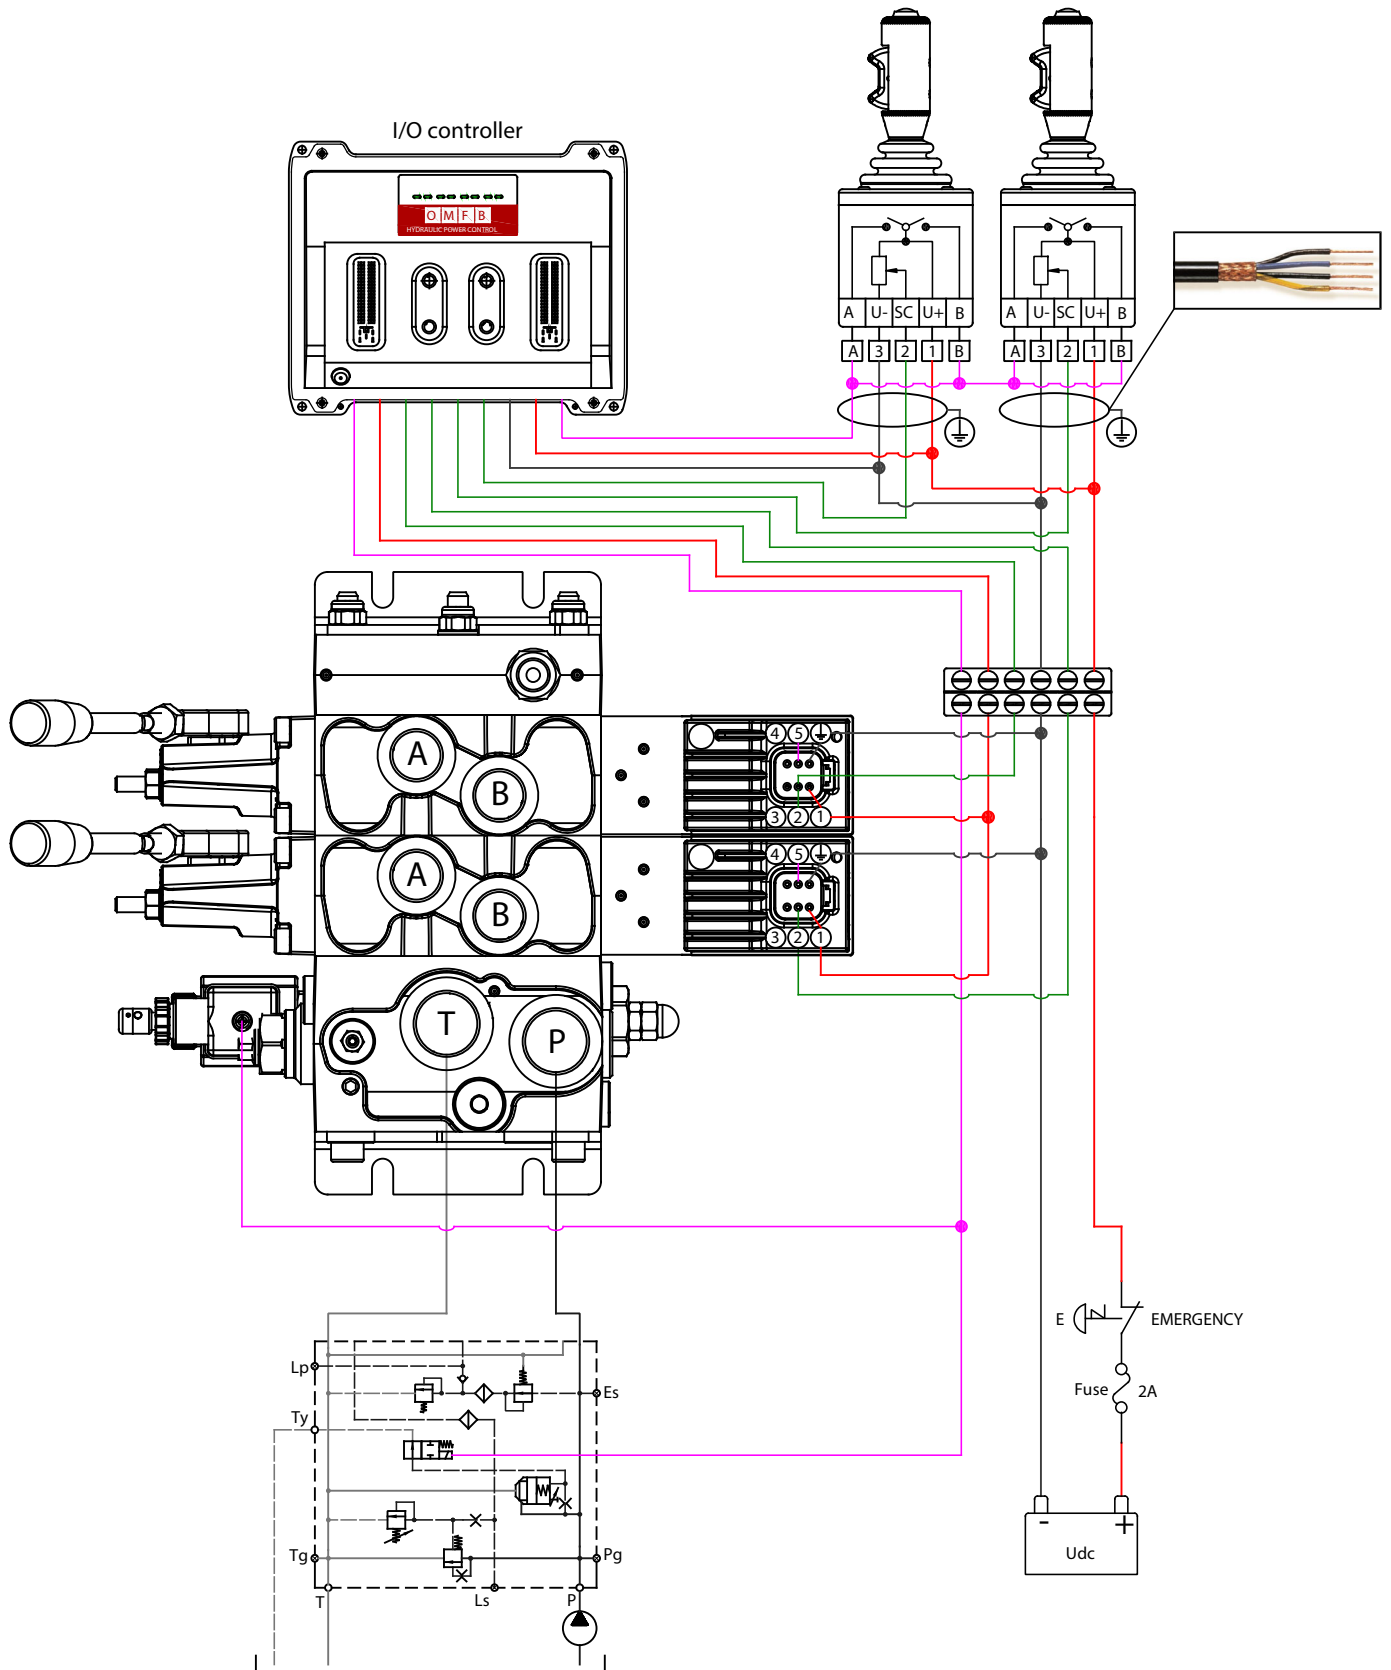 I/O controller
O M F B
HYDRAULIC POWER CONTROL
A U- SC U+ B
A U- SC U+ B
A 3 2 1 B
A 3 2 1 B
A
B
4 5
3 2 1
A
B
4 5
3 2 1
T
P
E
EMERGENCY
Fuse
2A
Lp
Es
Ty
Tg
Pg
T
Ls
P
- +
Udc